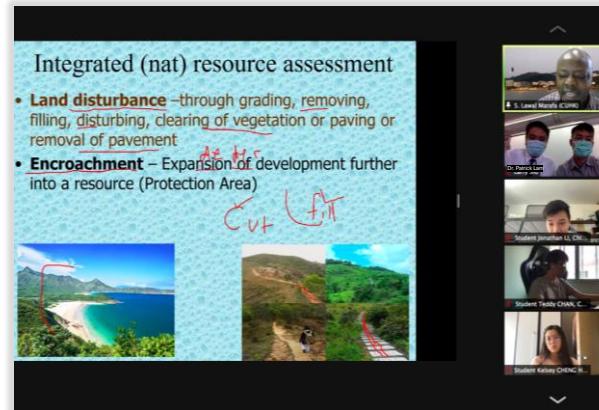 Integrated (nat) resource assessment
• Land disturbance –through grading, removing,
filling, disturbing, clearing of vegetation or paving or
removal of pavement
• Encroachment – Expansion of development further
into a resource (Protection Area)
Cut fill
S. Lawal Marafa (CUHK)
Dr. Patrick Lam
Student Jonathan LI, Chi...
Student Teddy CHAN, C...
Student Kelsey CHENG H...